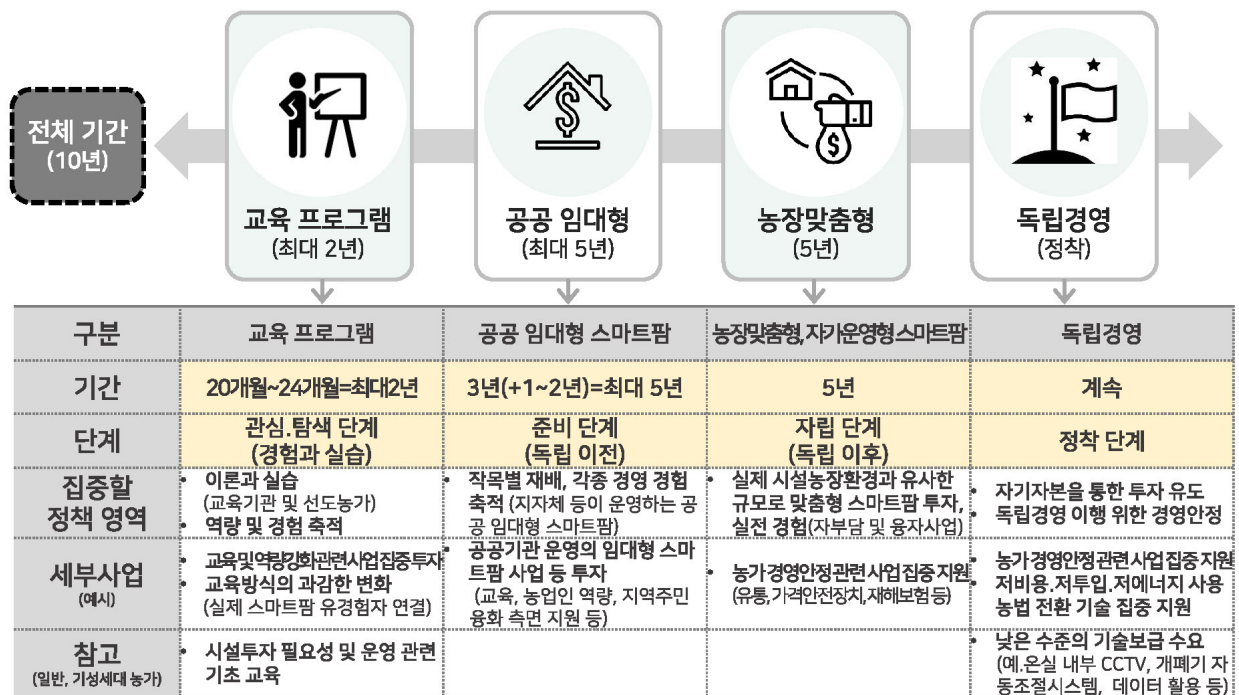 전체 기간
(10년)
교육 프로그램
(최대 2년)
공공 임대형
(최대 5년)
농장맞춤형
(5년)
독립경영
(정착)
구분
교육 프로그램
공공 임대형 스마트팜
농장맞춤형,자가운영형 스마트팜
독립경영
기간
20개월~24개월=최대2년
3년(+1~2년)=최대 5년
5년
계속
단계
관심.탐색 단계
(경험과 실습)
준비 단계
(독립 이전)
자립 단계
(독립 이후)
정착 단계
집중할
정책 영역
• 이론과 실습
(교육기관 및 선도농가)
• 역량 및 경험 축적
• 작목별 재배, 각종 경영 경험
축적 (지자체 등이 운영하는 공
공 임대형 스마트팜)
• 실제 시설농장환경과 유사한
규모로 맞춤형 스마트팜 투자,
실전 경험(자부담 및 융자사업)
• 자기자본을 통한 투자 유도
• 독립경영 이행 위한 경영안정
세부사업
(예시)
• 교육 및 역량강화 관련 사업 집중 투자
• 교육방식의 과감한 변화
(실제 스마트팜 유경험자 연결)
• 공공기관 운영의 임대형 스마
트팜 사업 등 투자
(교육, 농업인 역량, 지역주민
융화 측면 지원 등)
• 농가 경영안정 관련 사업 집중 지원
(유통,가격안전장치,재해보험 등)
• 농가 경영안정 관련 사업 집중 지원
• 저비용.저투입.저에너지 사용
농법 전환 기술 집중 지원
참고
(일반, 기성세대 농가)
• 시설투자 필요성 및 운영 관련
기초 교육
• 낮은 수준의 기술보급 수요
(예.온실 내부 CCTV, 개폐기 자
동조절시스템, 데이터 활용 등)